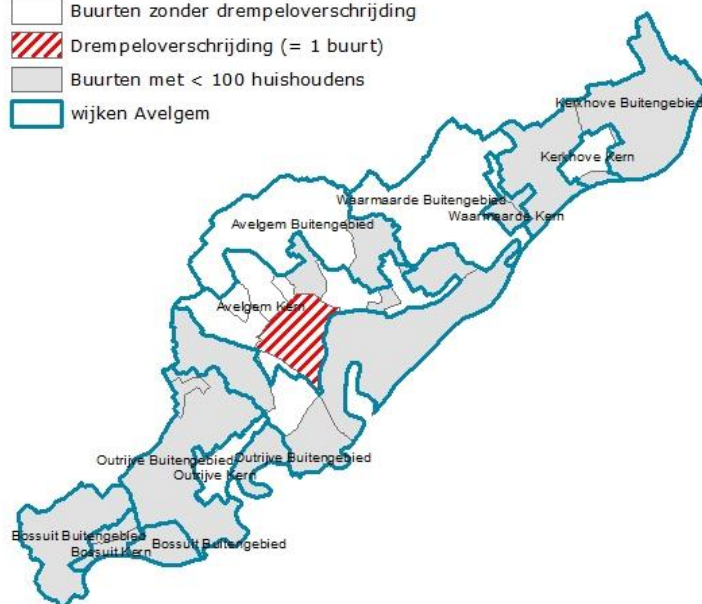 Buurten zonder drempeloverschrijding
Drempeloverschrijding (= 1 buurt)
Buurten met < 100 huishoudens
wijken Avelgem
Kerkhove Buitengebied
Kerkhove Kern
Waarmaarde Buitengebied
Waarmaarde Kern
Avelgem Buitengebied
Avelgem Kern
Outrijve Buitengebied
Outrijve Buitengebied
Outrijve Kern
Bossuit Buitengebied
Bossuit Buitengebied
Bossuit Kern